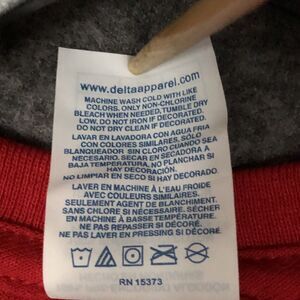 www.deltaapparel.com
MACHINE WASH COLD WITH LIKE
COLORS. ONLY NON-CHLORINE
BLEACH WHEN NEEDED, TUMBLE DRY
LOW. DO NOT IRON IF DECORATED.
DO NOT DRY CLEAN IF DECORATED.
LAVAR EN LAVADORA CON AGUA FRIA
CON COLORES SIMILARES, SOLO
BLANQUEADOR SIN CLORO CUANDO SEA
NECESARIO. SECAR EN SECADORA A
BAJA TEMPERATURA, NO PLANCHAR SI
HAY DECORACIÓN.
NO LIMPIAR EN SECO SI HAY DECORADO.
LAVER EN MACHINE À L'EAU FROIDE
AVEC COULEURS SIMILAIRES.
SEULEMENT AGENT DE BLANCHIMENT.
SANS CHLORE SI NÉCESSAIRE. SÉCHER
EN MACHINE À BASSE TEMPÉRATURE.
NE PAS REPASSER SI DÉCORÉ.
NE PAS LAVER EN PRESSING SI DÉCORÉ
RN 15373